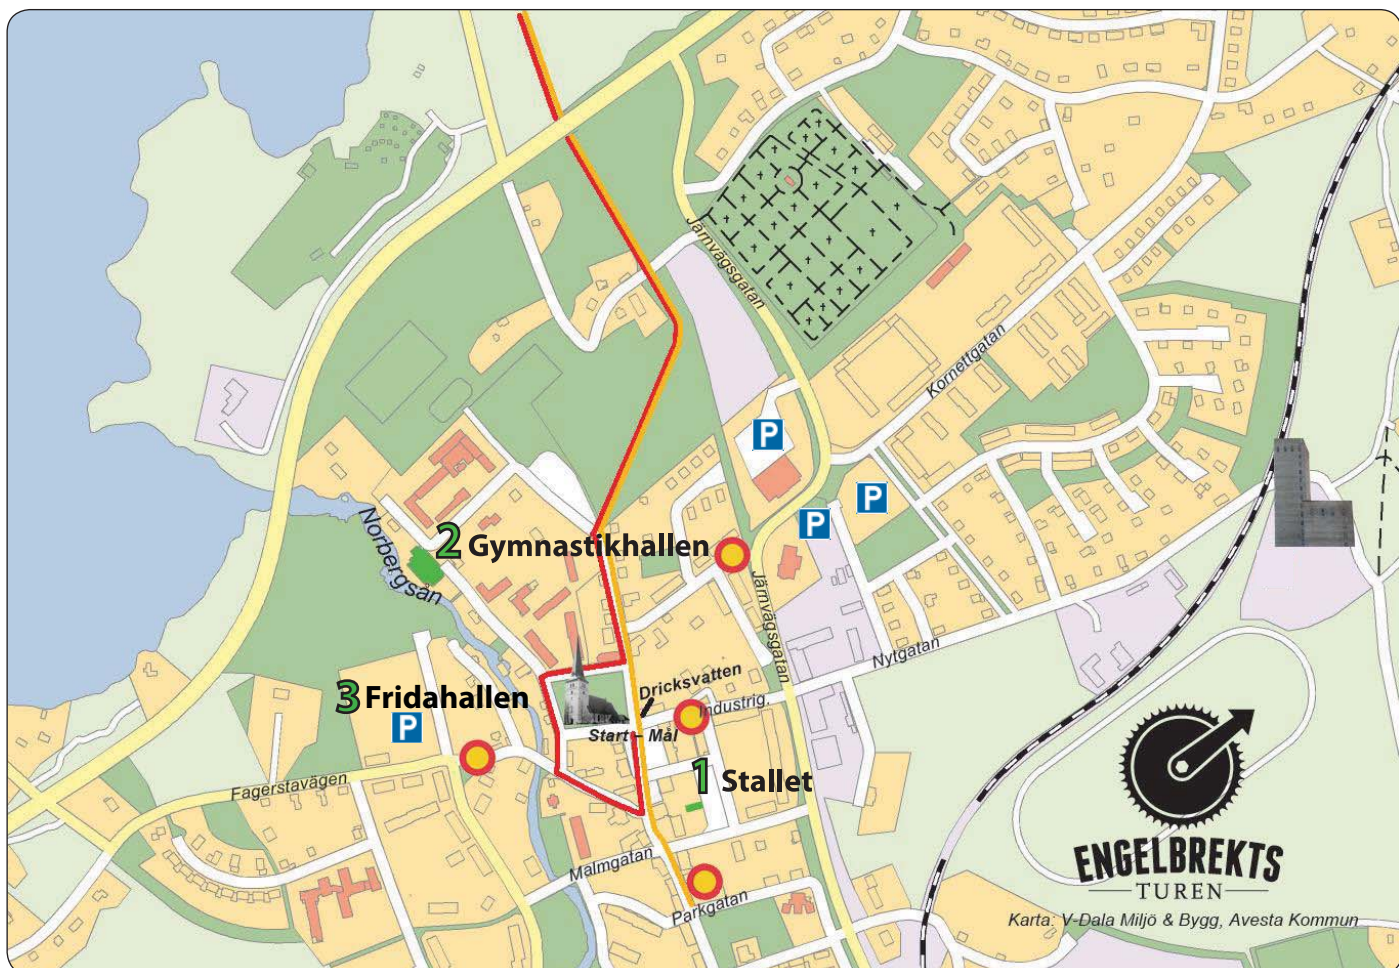 Järnvägsgatan
Kornettgatan
P
P
P
Norbergsån
2 Gymnastikhallen
Järnvägsgatan
Nytgatan
Dricksvatten
3 Fridahallen
P
Industrig.
Start – Mål
1 Stallet
Fagerstavägen
Malmgatan
Parkgatan
ENGELBREKTS
TUREN
Karta: V-Dala Miljö & Bygg, Avesta Kommun